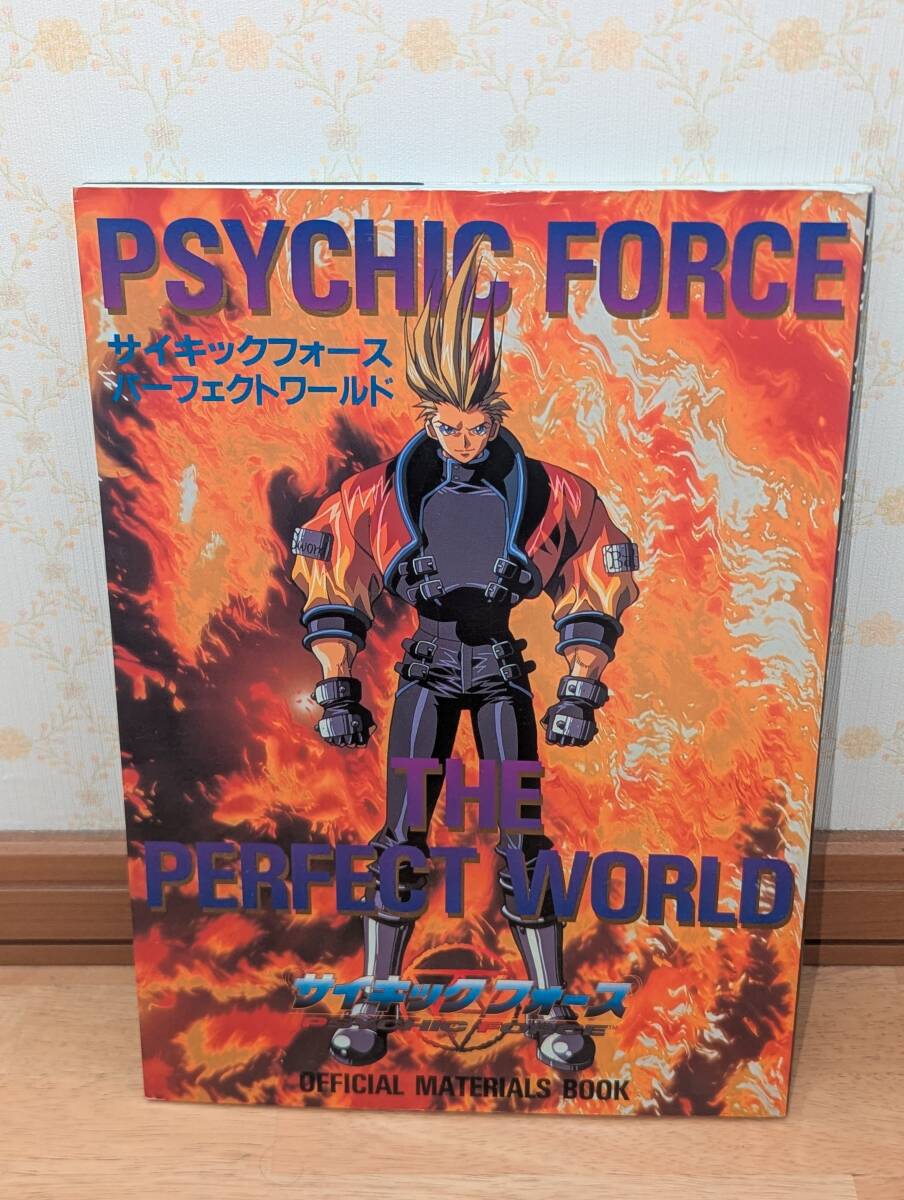 PSYCHIC FORCE
サイキックフォース
パーフェクトワールド
THE
PERFECT WORLD
サイキックフォース
PSYCHIC FORCE™
OFFICIAL MATERIALS BOOK